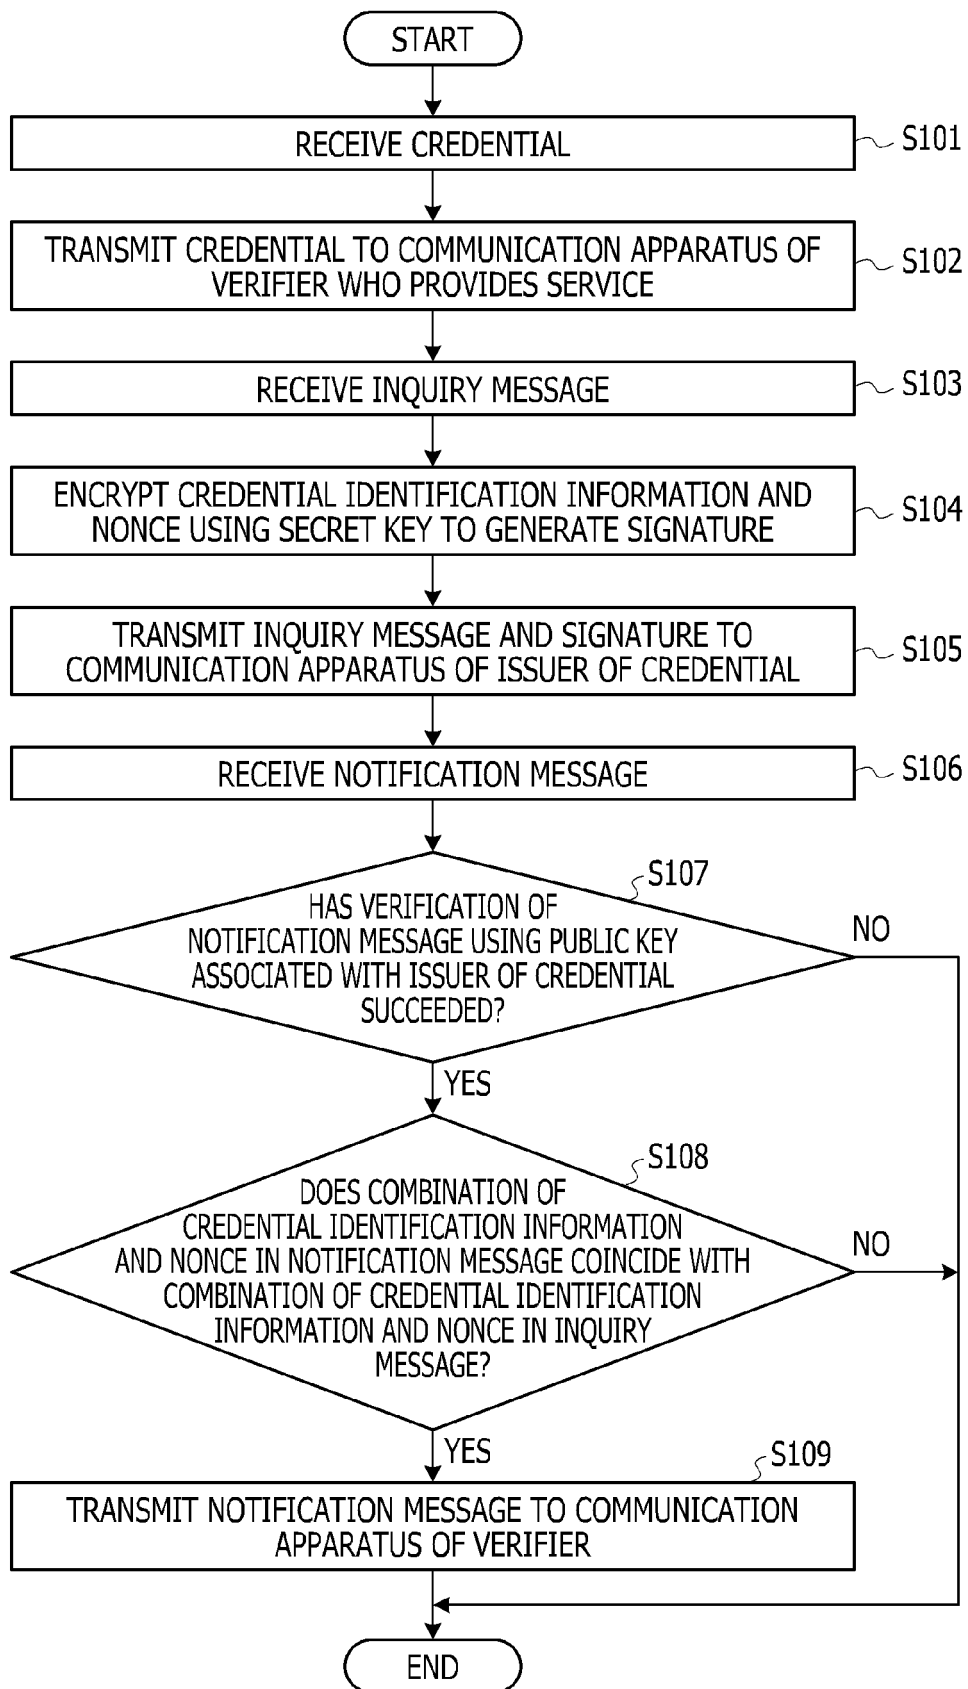 START
RECEIVE CREDENTIAL
S101
TRANSMIT CREDENTIAL TO COMMUNICATION APPARATUS OF
VERIFIER WHO PROVIDES SERVICE
S102
RECEIVE INQUIRY MESSAGE
S103
ENCRYPT CREDENTIAL IDENTIFICATION INFORMATION AND
NONCE USING SECRET KEY TO GENERATE SIGNATURE
S104
TRANSMIT INQUIRY MESSAGE AND SIGNATURE TO
COMMUNICATION APPARATUS OF ISSUER OF CREDENTIAL
S105
RECEIVE NOTIFICATION MESSAGE
S106
S107
HAS VERIFICATION OF
NOTIFICATION MESSAGE USING PUBLIC KEY
ASSOCIATED WITH ISSUER OF CREDENTIAL
SUCCEEDED?
NO
YES
S108
DOES COMBINATION OF
CREDENTIAL IDENTIFICATION INFORMATION
AND NONCE IN NOTIFICATION MESSAGE COINCIDE WITH
COMBINATION OF CREDENTIAL IDENTIFICATION
INFORMATION AND NONCE IN INQUIRY
MESSAGE?
NO
YES
S109
TRANSMIT NOTIFICATION MESSAGE TO COMMUNICATION
APPARATUS OF VERIFIER
END